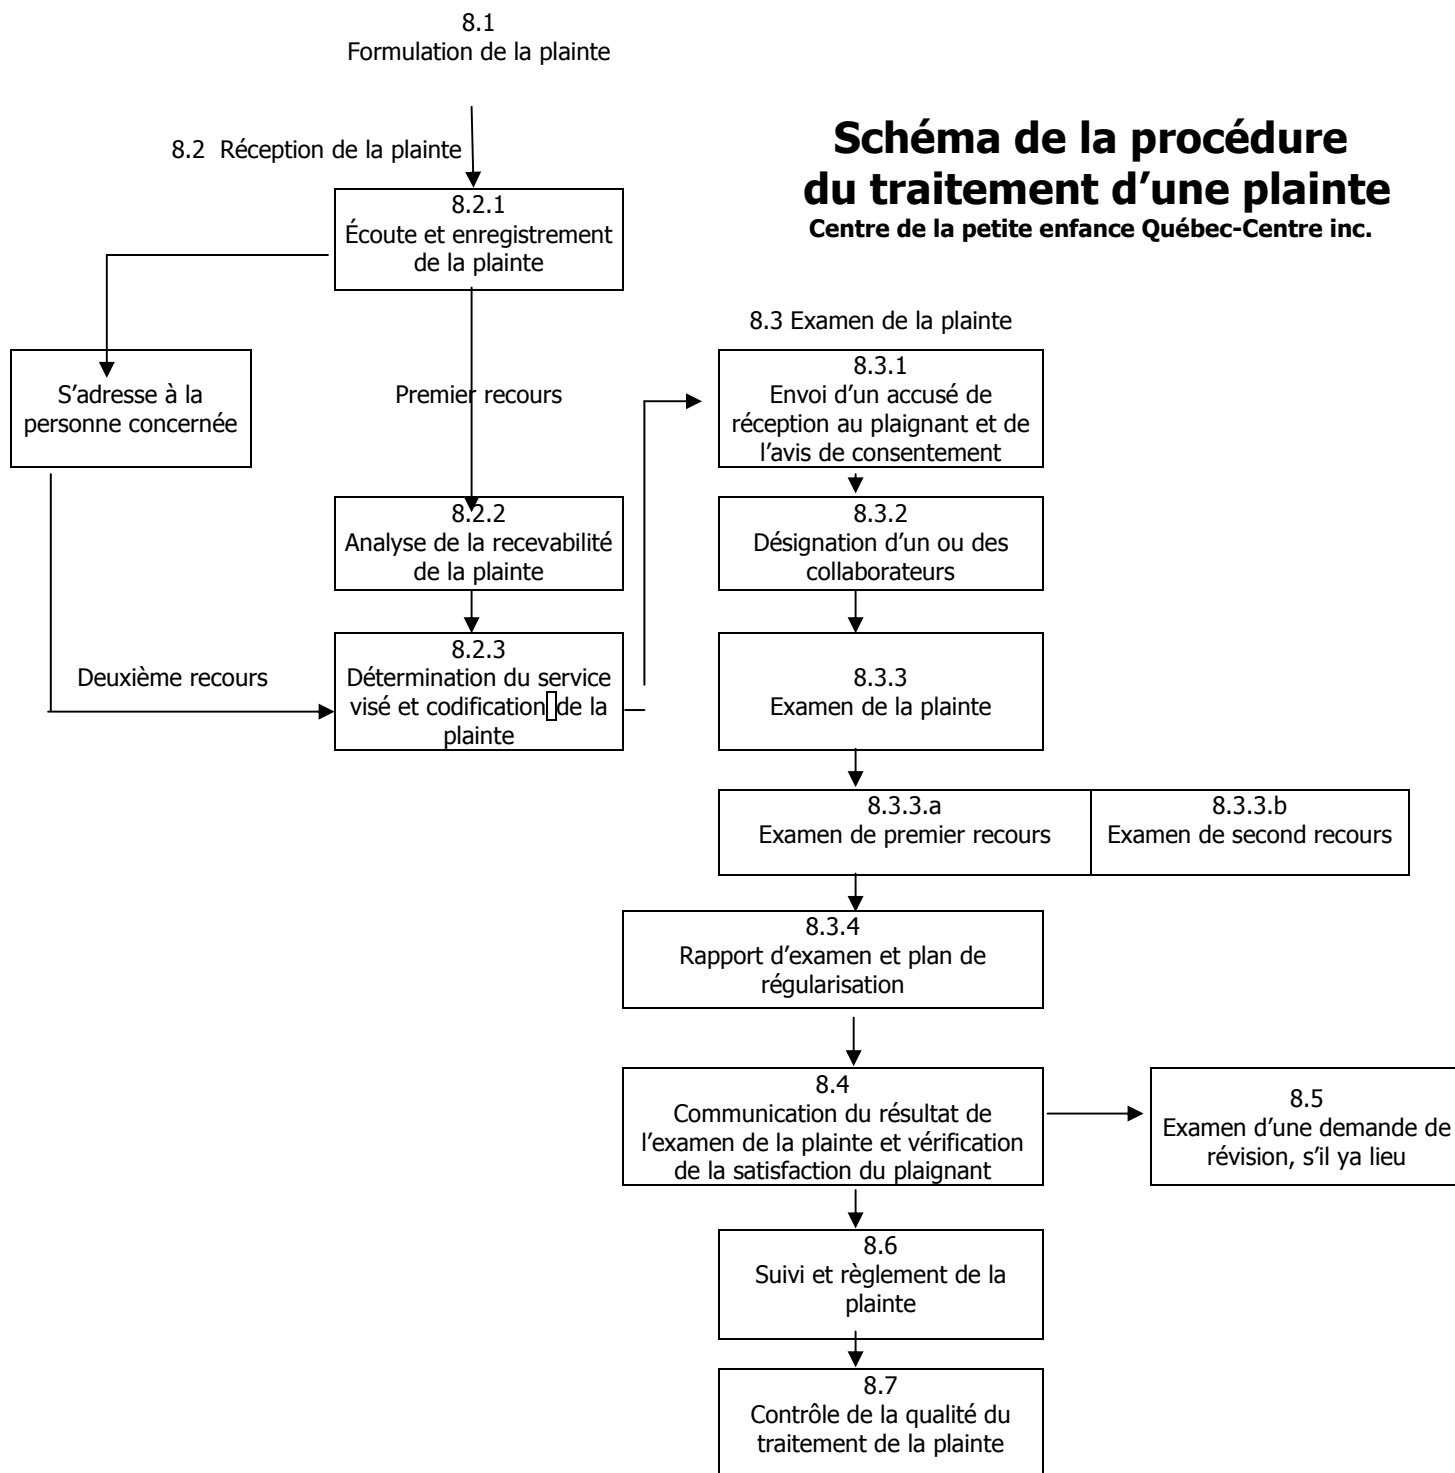 8.1
Formulation de la plainte
Schéma de la procédure
du traitement d’une plainte
Centre de la petite enfance Québec-Centre inc.
8.2 Réception de la plainte
8.2.1
Écoute et enregistrement
de la plainte
S’adresse à la
personne concernée
Premier recours
8.2.2
Analyse de la recevabilité
de la plainte
Deuxième recours
8.2.3
Détermination du service
visé et codification de la
plainte
8.3 Examen de la plainte
8.3.1
Envoi d’un accusé de
réception au plaignant et de
l’avis de consentement
8.3.2
Désignation d’un ou des
collaborateurs
8.3.3
Examen de la plainte
8.3.3.a
Examen de premier recours
8.3.3.b
Examen de second recours
8.3.4
Rapport d’examen et plan de
régularisation
8.4
Communication du résultat de
l’examen de la plainte et vérification
de la satisfaction du plaignant
8.5
Examen d’une demande de
révision, s’il ya lieu
8.6
Suivi et règlement de la
plainte
8.7
Contrôle de la qualité du
traitement de la plainte